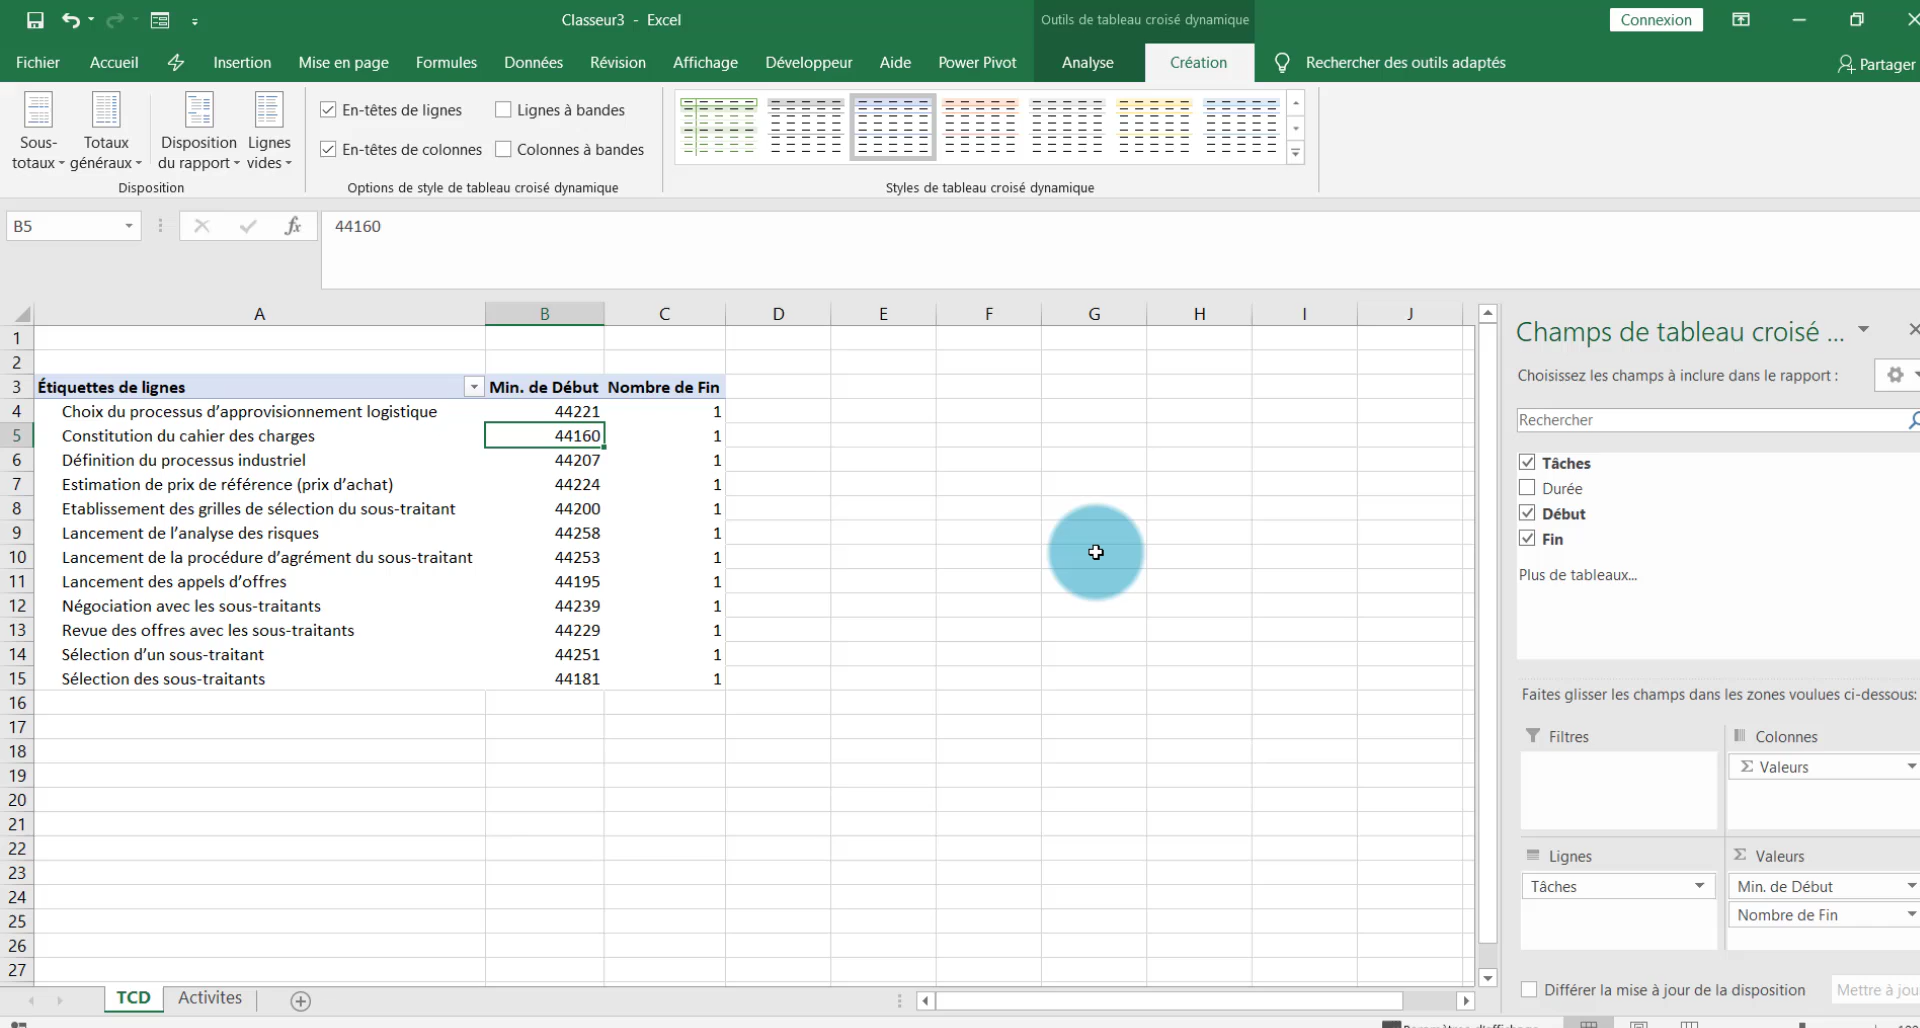 Classeur3 - Excel
Outils de tableau croisé dynamique
Connexion
Fichier Accueil Insertion Mise en page Formules Données Révision Affichage Développeur Aide Power Pivot Analyse Création Rechercher des outils adaptés Partager
Sous-totaux
Totaux généraux
Disposition du rapport
Lignes vides
Disposition
En-têtes de lignes
Lignes à bandes
En-têtes de colonnes
Colonnes à bandes
Options de style de tableau croisé dynamique
Styles de tableau croisé dynamique
B5
fx
44160
A B C D E F G H I J
1
2
3 Étiquettes de lignes Min. de Début Nombre de Fin
4 Choix du processus d’approvisionnement logistique 44221 1
5 Constitution du cahier des charges 44160 1
6 Définition du processus industriel 44207 1
7 Estimation de prix de référence (prix d’achat) 44224 1
8 Etablissement des grilles de sélection du sous-traitant 44200 1
9 Lancement de l’analyse des risques 44258 1
10 Lancement de la procédure d’agrément du sous-traitant 44253 1
11 Lancement des appels d’offres 44195 1
12 Négociation avec les sous-traitants 44239 1
13 Revue des offres avec les sous-traitants 44229 1
14 Sélection d’un sous-traitant 44251 1
15 Sélection des sous-traitants 44181 1
16
17
18
19
20
21
22
23
24
25
26
27
TCD Activites
Champs de tableau croisé ...
Choisissez les champs à inclure dans le rapport :
Rechercher
Tâches
Durée
Début
Fin
Plus de tableaux...
Faites glisser les champs dans les zones voulues ci-dessous:
Filtres
Colonnes
Σ Valeurs
Lignes
Tâches
Σ Valeurs
Min. de Début
Nombre de Fin
Différer la mise à jour de la disposition
Mettre à jou